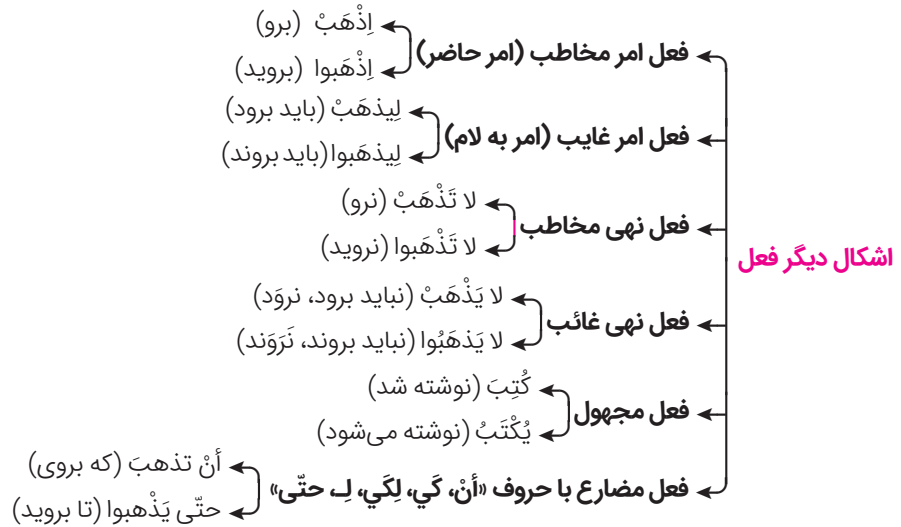 اشکال دیگر فعل
فعل امر مخاطب (امر حاضر)
اِذْهَبْ (برو)
اِذْهَبوا (بروید)
فعل امر غایب (امر به لام)
لِیذهَبْ (باید برود)
لِیذهَبوا (باید بروند)
فعل نهی مخاطب
لا تَذْهَبْ (نرو)
لا تَذْهَبوا (نروید)
فعل نهی غائب
لا یَذْهَبْ (نباید برود، نروَد)
لا یَذهَبُوا (نباید بروند، نَرَوَند)
فعل مجهول
کُتِبَ (نوشته شد)
یُکْتَبُ (نوشته می‌شود)
فعل مضارع با حروف «أنْ، کَي، لِکَي، لِـ، حتّی»
أنْ تذهبَ (که بروی)
حتّی یَذْهبوا (تا بروید)